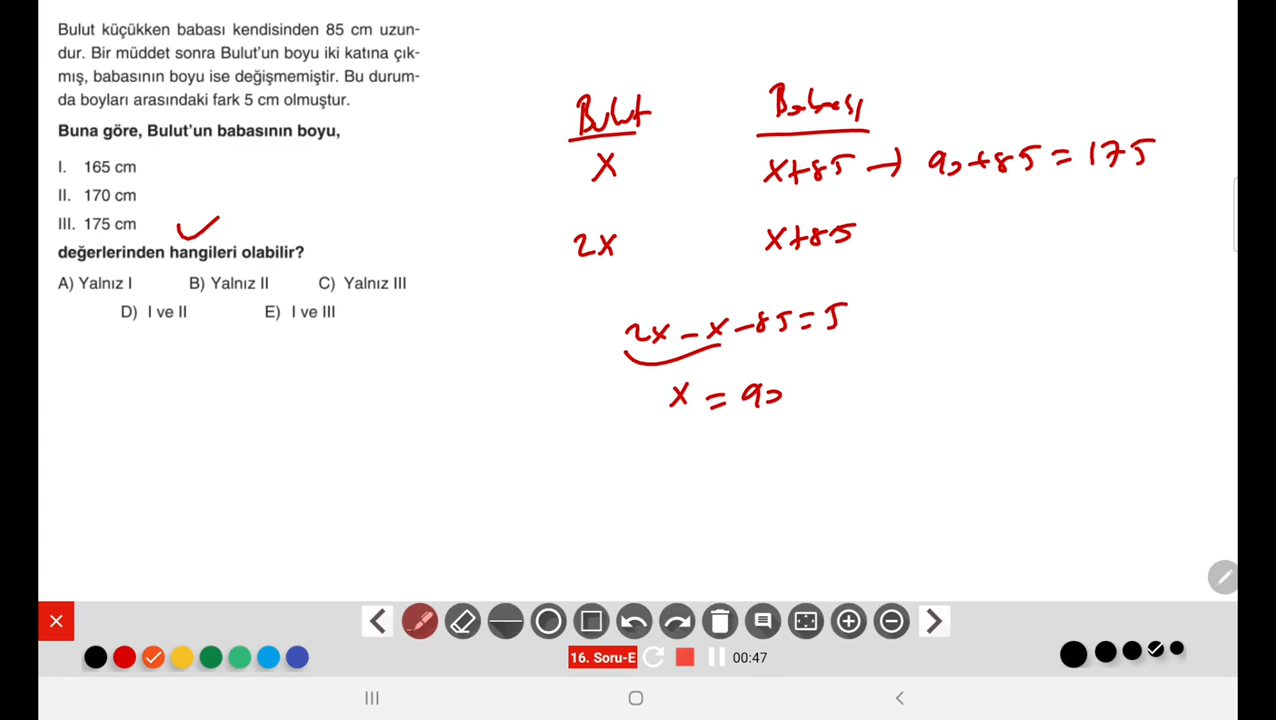 Bulut küçükken babası kendisinden 85 cm uzun-
dur. Bir müddet sonra Bulut'un boyu iki katına çık-
mış, babasının boyu ise değişmemiştir. Bu durum-
da boyları arasındaki fark 5 cm olmuştur.
Buna göre, Bulut'un babasının boyu,
I. 165 cm
II. 170 cm
III. 175 cm
değerlerinden hangileri olabilir?
A) Yalnız I B) Yalnız II C) Yalnız III
D) I ve II E) I ve III
Bulut Babası
x x+85 → 90+85=175
2x x+85
2x-x-85=5
x=90
16. Soru-E 00:47